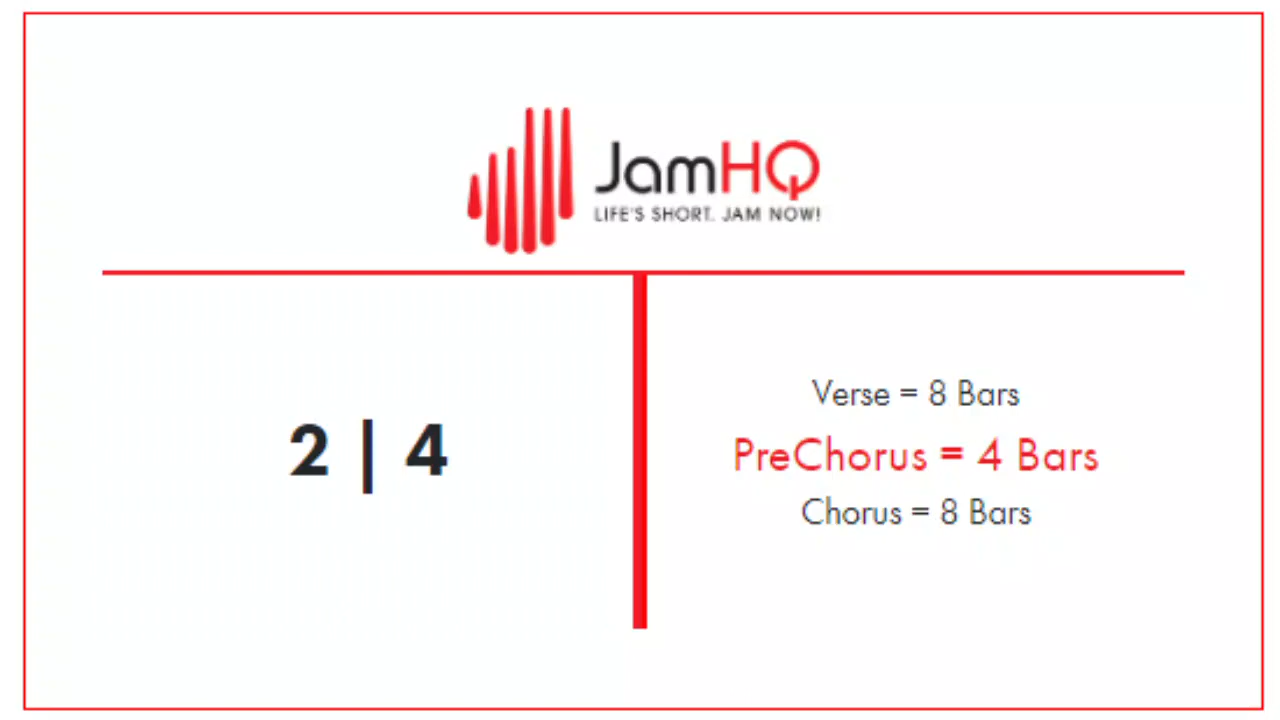 JamHQ
LIFE'S SHORT. JAM NOW!
2 | 4
Verse = 8 Bars
PreChorus = 4 Bars
Chorus = 8 Bars